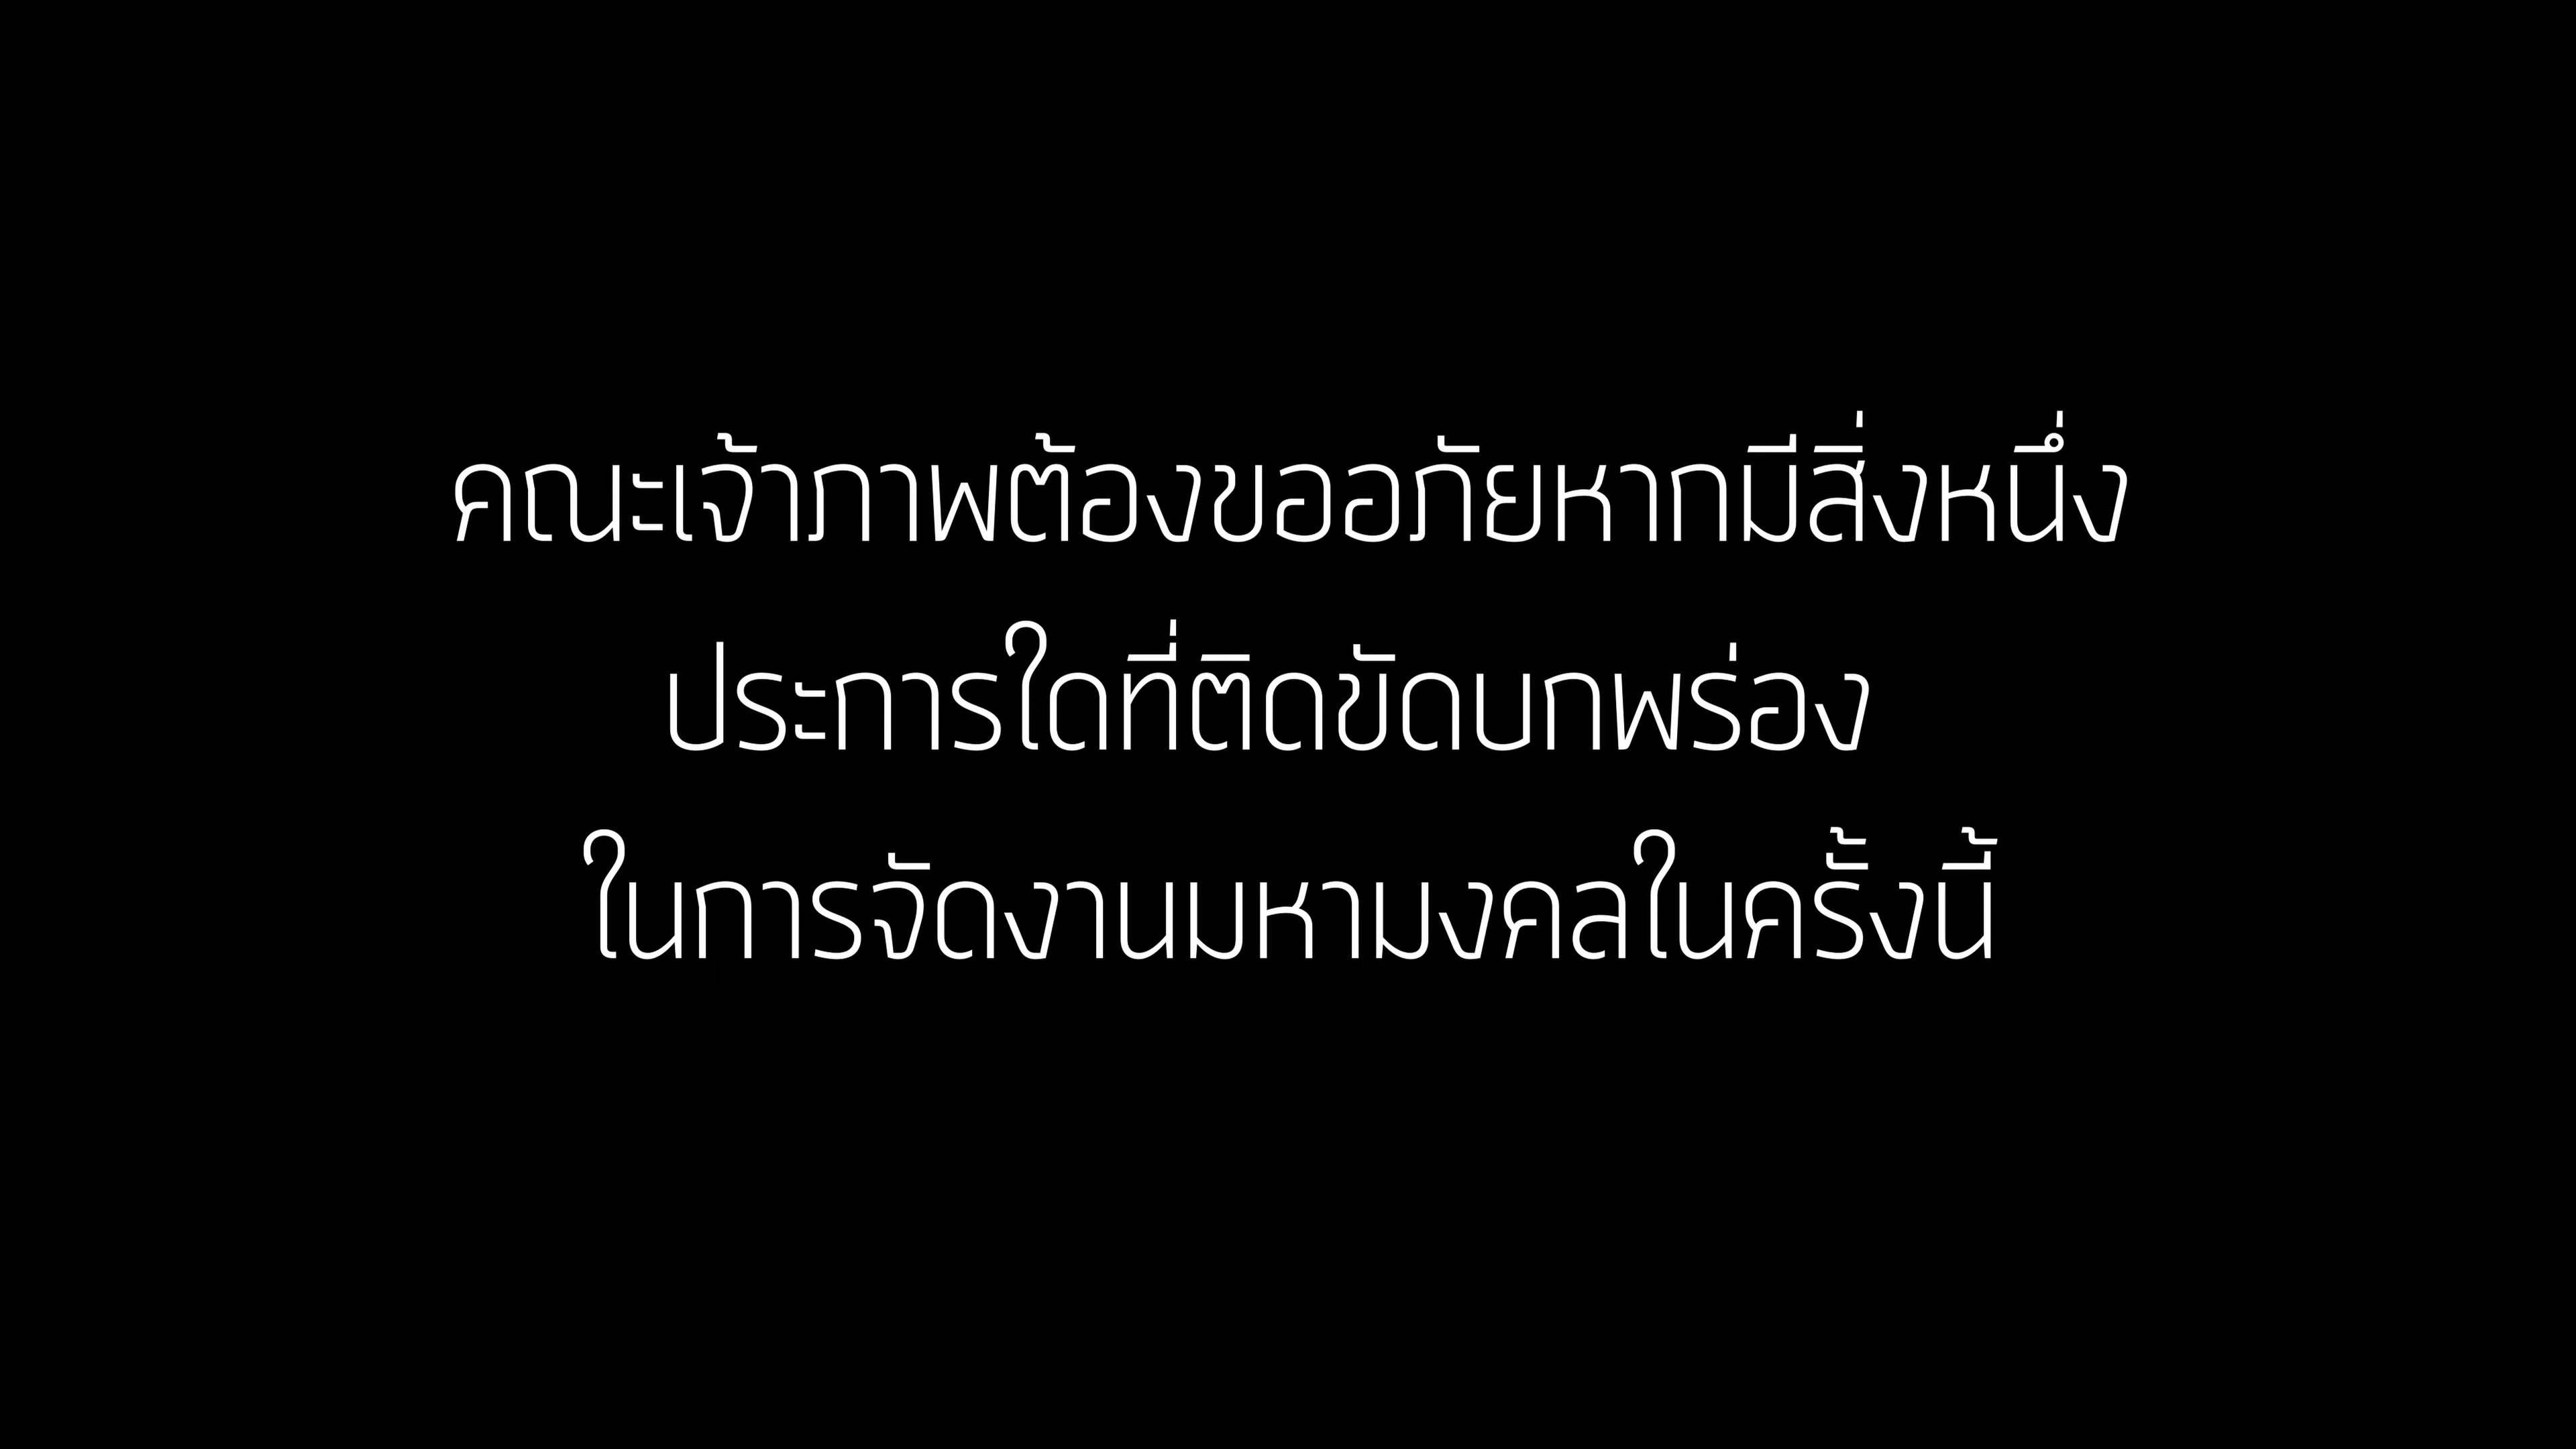 คณะเจ้าภาพต้องขออภัยหากมีสิ่งหนึ่ง
ประการใดที่ติดขัดบกพร่อง
ในการจัดงานมหามงคลในครั้งนี้